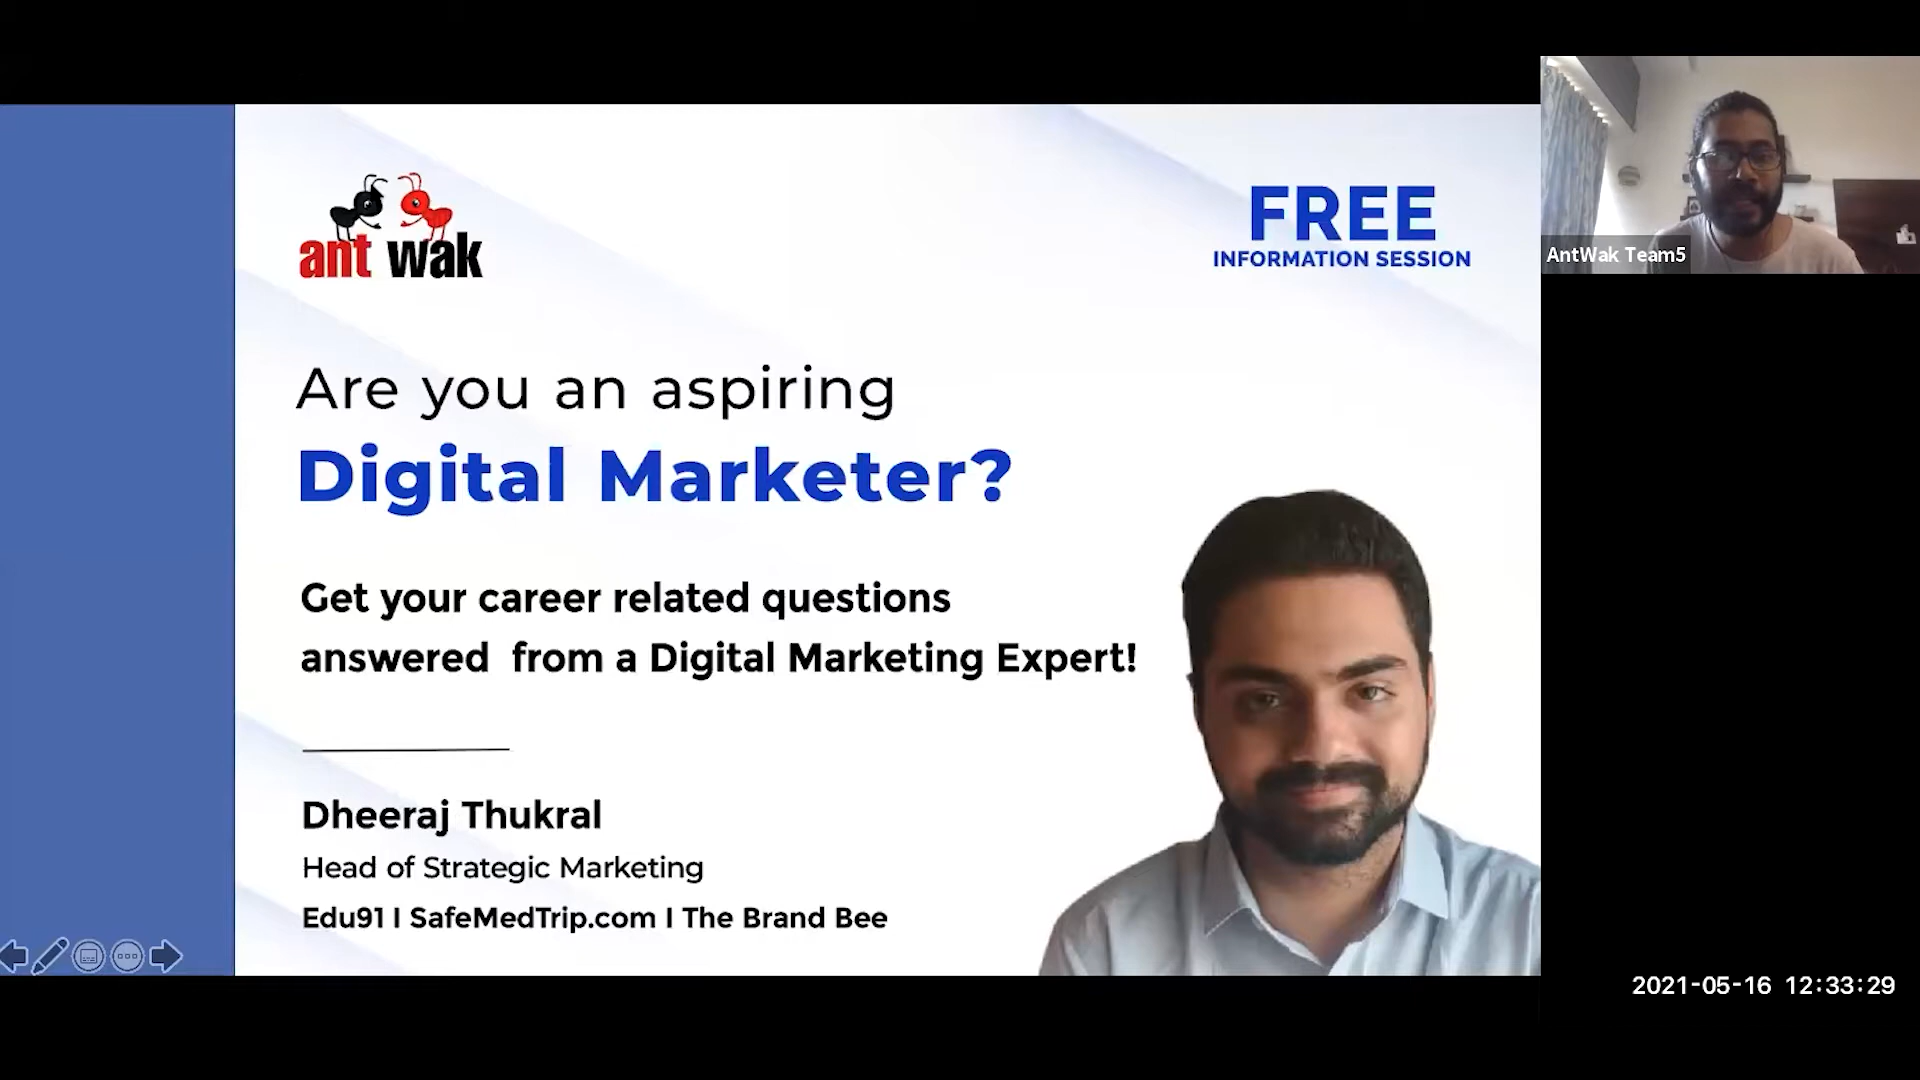 ant wak
FREE
INFORMATION SESSION
Are you an aspiring
Digital Marketer?
Get your career related questions
answered from a Digital Marketing Expert!
Dheeraj Thukral
Head of Strategic Marketing
Edu91 I SafeMedTrip.com I The Brand Bee
AntWak Team5
2021-05-16 12:33:29